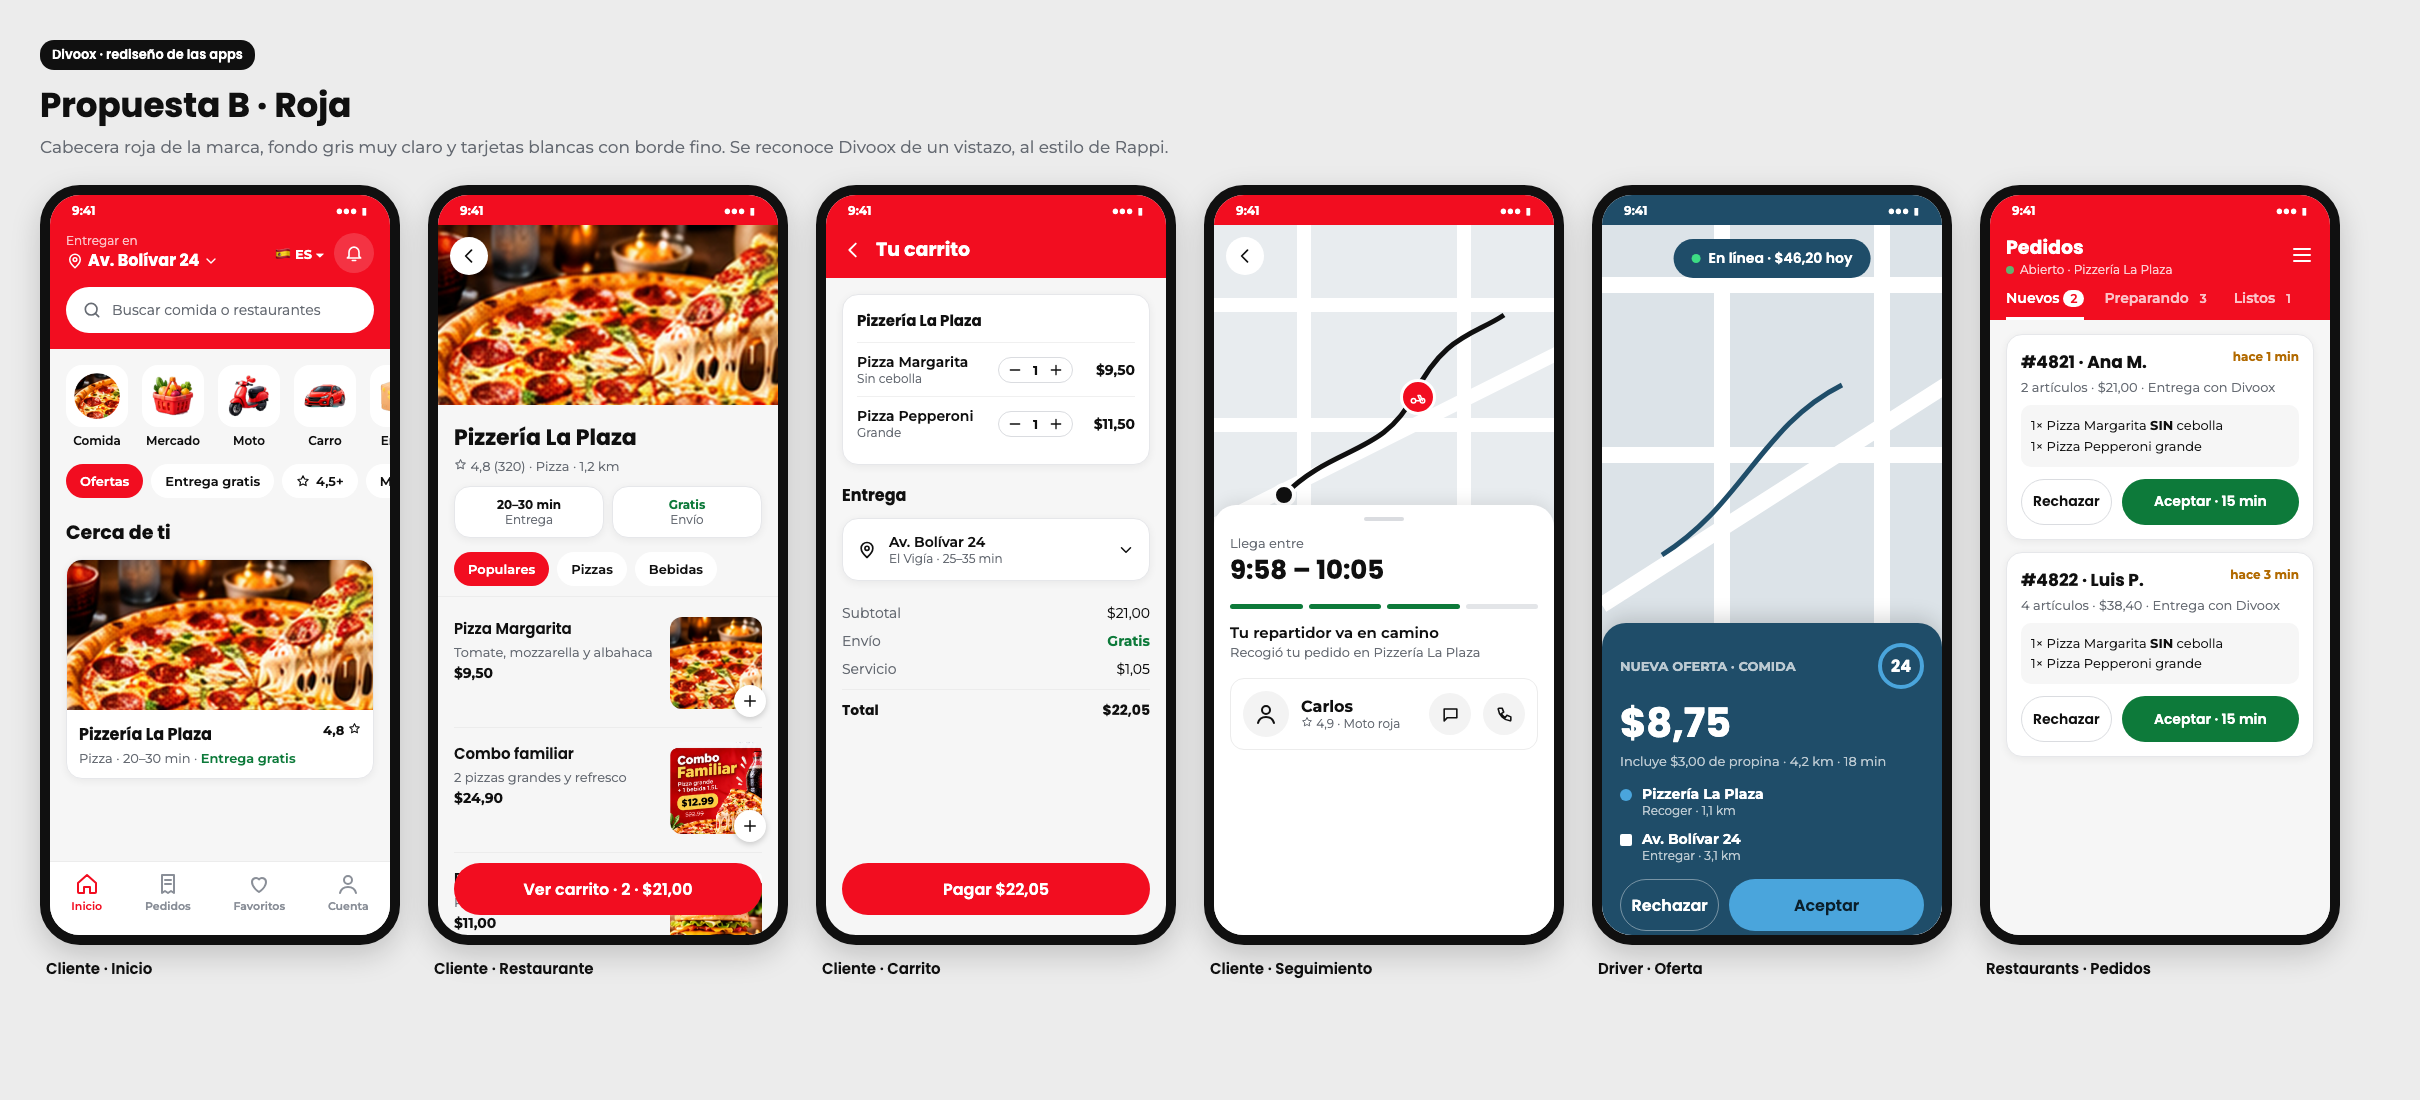 Divoox · rediseño de las apps
Propuesta B · Roja
Cabecera roja de la marca, fondo gris muy claro y tarjetas blancas con borde fino. Se reconoce Divoox de un vistazo, al estilo de Rappi.
9:41
Entregar en
Av. Bolívar 24
ES
Buscar comida o restaurantes
Comida
Mercado
Moto
Carro
Ofertas
Entrega gratis
4,5+
Cerca de ti
Pizzería La Plaza
4,8
Pizza · 20–30 min · Entrega gratis
Inicio
Pedidos
Favoritos
Cuenta
Cliente · Inicio
9:41
Pizzería La Plaza
4,8 (320) · Pizza · 1,2 km
20–30 min
Entrega
Gratis
Envío
Populares
Pizzas
Bebidas
Pizza Margarita
Tomate, mozzarella y albahaca
$9,50
Combo familiar
2 pizzas grandes y refresco
$24,90
Combo
Familiar
Pizza grande
+ 1 bebida 1.5L
$12.99
Ver carrito · 2 · $21,00
$11,00
Cliente · Restaurante
9:41
Tu carrito
Pizzería La Plaza
Pizza Margarita
Sin cebolla
1
$9,50
Pizza Pepperoni
Grande
1
$11,50
Entrega
Av. Bolívar 24
El Vigía · 25–35 min
Subtotal
$21,00
Envío
Gratis
Servicio
$1,05
Total
$22,05
Pagar $22,05
Cliente · Carrito
9:41
Llega entre
9:58 – 10:05
Tu repartidor va en camino
Recogió tu pedido en Pizzería La Plaza
Carlos
4,9 · Moto roja
Cliente · Seguimiento
9:41
En línea · $46,20 hoy
NUEVA OFERTA · COMIDA
24
$8,75
Incluye $3,00 de propina · 4,2 km · 18 min
Pizzería La Plaza
Recoger · 1,1 km
Av. Bolívar 24
Entregar · 3,1 km
Rechazar
Aceptar
Driver · Oferta
9:41
Pedidos
Abierto · Pizzería La Plaza
Nuevos 2
Preparando 3
Listos 1
#4821 · Ana M.
hace 1 min
2 artículos · $21,00 · Entrega con Divoox
1× Pizza Margarita SIN cebolla
1× Pizza Pepperoni grande
Rechazar
Aceptar · 15 min
#4822 · Luis P.
hace 3 min
4 artículos · $38,40 · Entrega con Divoox
1× Pizza Margarita SIN cebolla
1× Pizza Pepperoni grande
Rechazar
Aceptar · 15 min
Restaurants · Pedidos